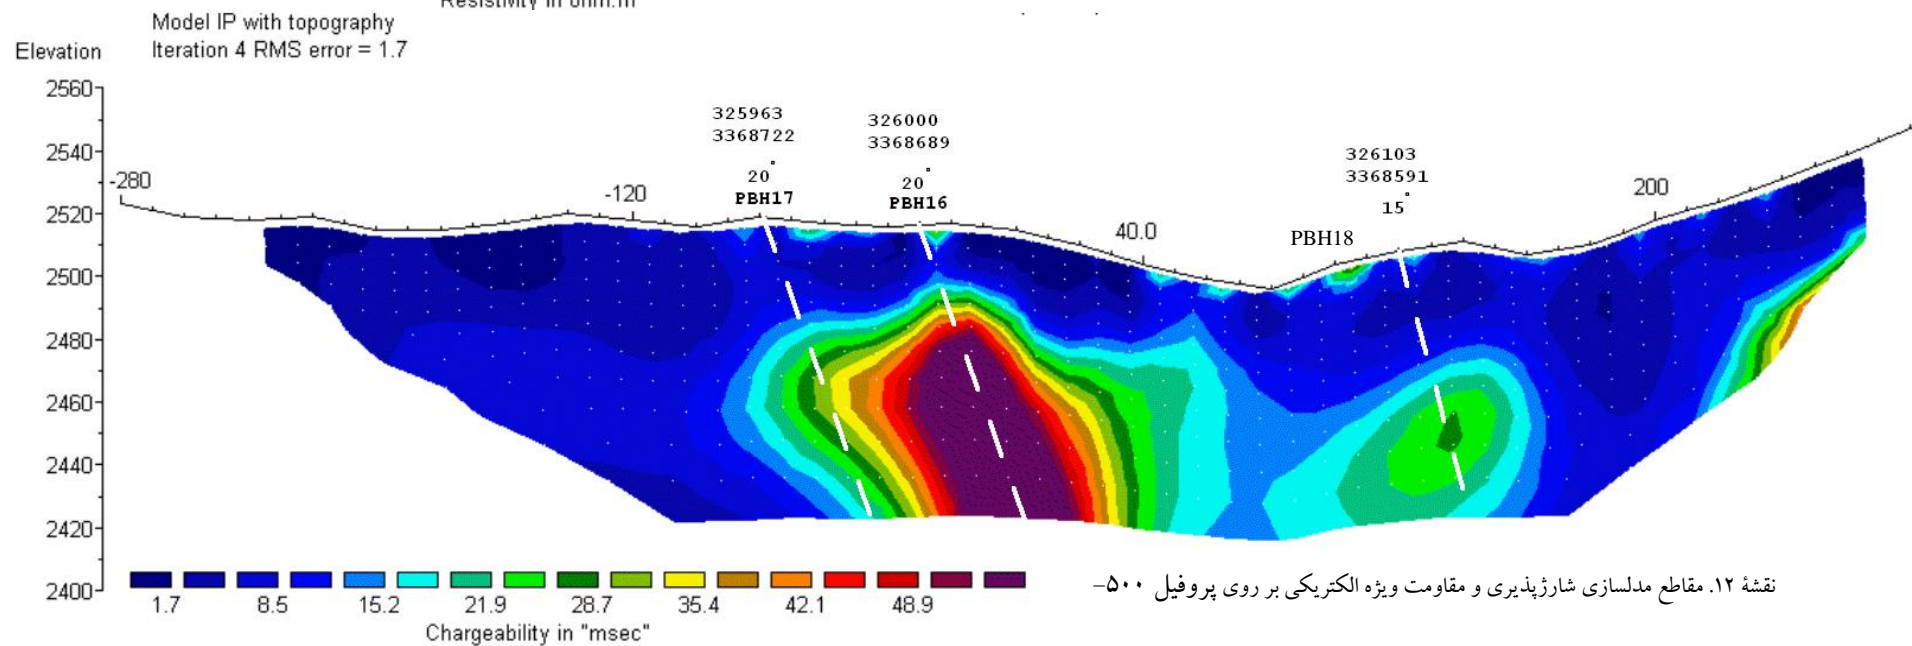 Resistivity in ohm.m
Model IP with topography
Elevation
Iteration 4 RMS error = 1.7
2560
2540
2520
2500
2480
2460
2440
2420
2400
-280
-120
40.0
200
325963
3368722
20°
PBH17
326000
3368689
20°
PBH16
326103
3368591
15°
PBH18
1.7 8.5 15.2 21.9 28.7 35.4 42.1 48.9
Chargeability in "msec"
نقشهٔ ۱۲. مقاطع مدلسازی شارژپذیری و مقاومت ویژه الکتریکی بر روی پروفیل ۵۰۰-